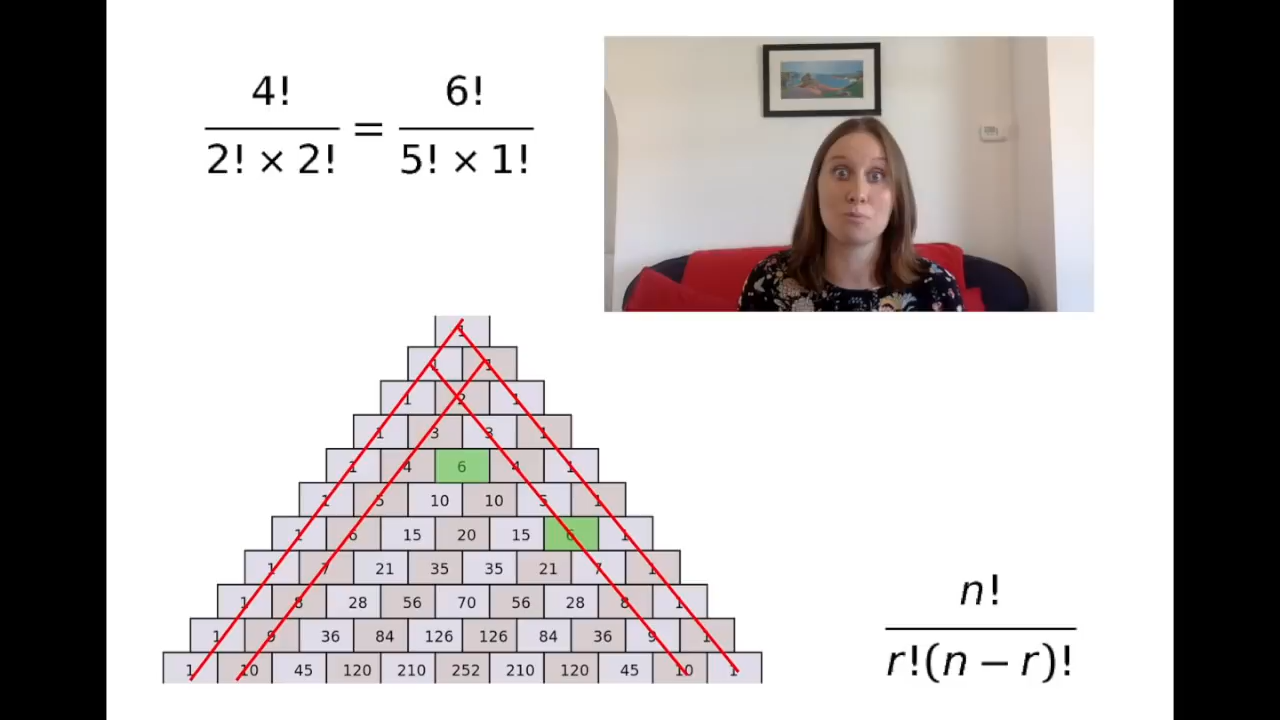 4! / 2! × 2! = 6! / 5! × 1!
1
1 1
1 2 1
1 3 3 1
1 4 6 4 1
1 5 10 10 5 1
1 6 15 20 15 6 1
1 7 21 35 35 21 7 1
1 8 28 56 70 56 28 8 1
1 9 36 84 126 126 84 36 9 1
1 10 45 120 210 252 210 120 45 10 1
n!
r!(n − r)!